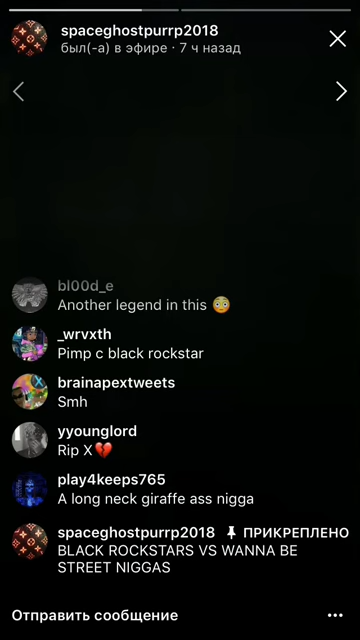 spaceghostpurrp2018
был(-а) в эфире · 7 ч назад
bl00d_e
Another legend in this 😳
_wrvxth
Pimp c black rockstar
brainapextweets
Smh
yyounglord
Rip X💔
play4keeps765
A long neck giraffe ass nigga
spaceghostpurrp2018 📌 ПРИКРЕПЛЕНО
BLACK ROCKSTARS VS WANNA BE
STREET NIGGAS
Отправить сообщение